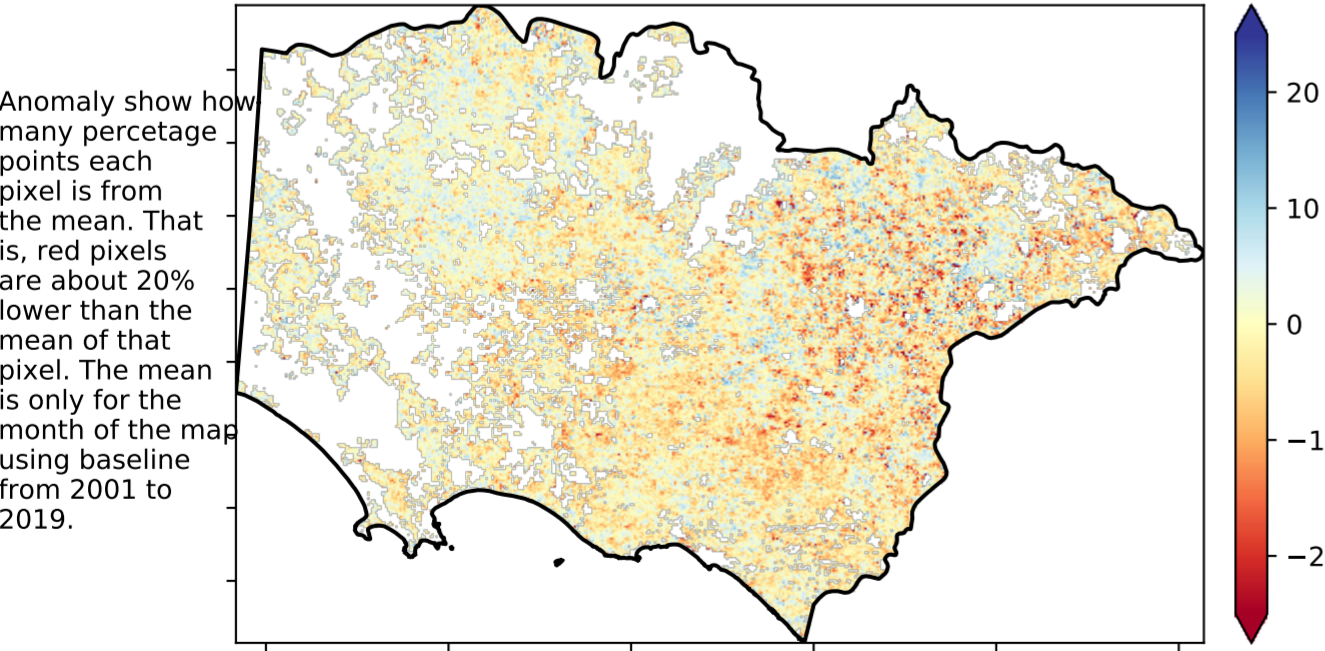 Anomaly show how
many percetage
points each
pixel is from
the mean. That
is, red pixels
are about 20%
lower than the
mean of that
pixel. The mean
is only for the
month of the map
using baseline
from 2001 to
2019.
20
10
0
−1
−2